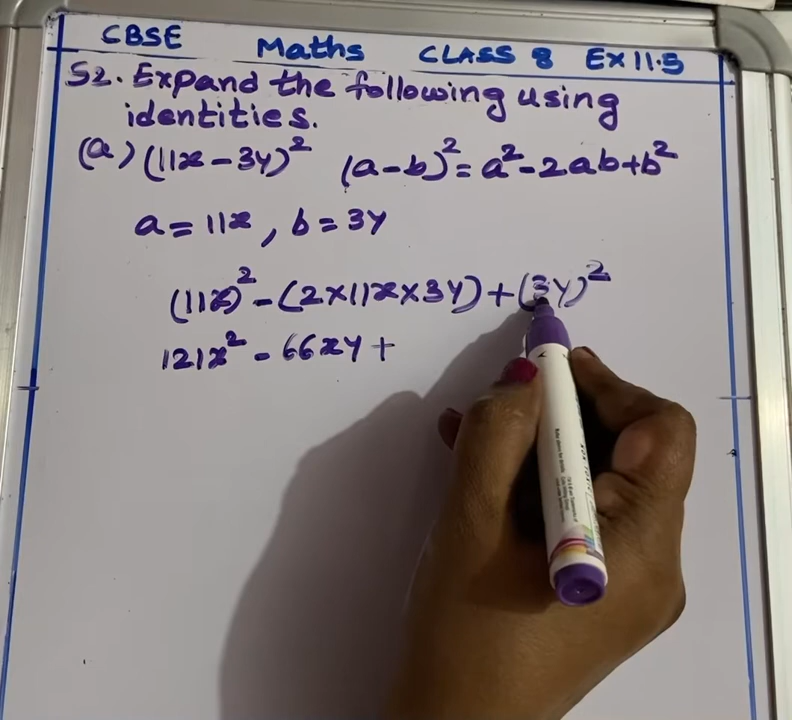 CBSE Maths CLASS 8 EX 11.5
52. Expand the following using
identities.
(a) (11x - 3y)² (a-b)² = a² - 2ab + b²
a = 11x , b = 3y
(11x)² - (2×11x×3y) + (3y)²
121x² - 66xy +